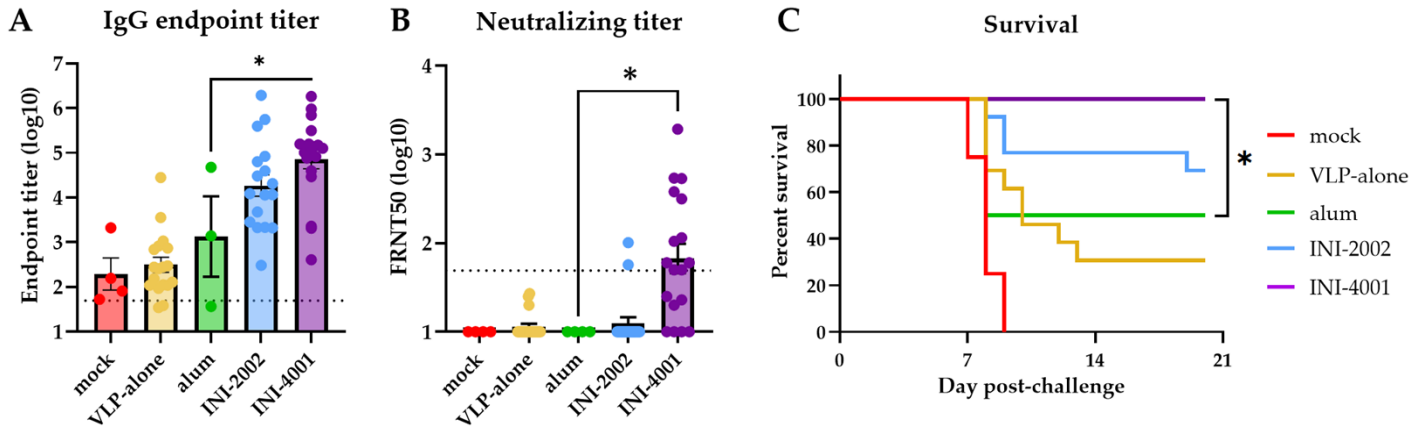 A
IgG endpoint titer
Endpoint titer (log10)
7
6
5
4
3
2
1
*
mock
VLP-alone
alum
INI-2002
INI-4001
B
Neutralizing titer
FRNT50 (log10)
4
3
2
1
*
mock
VLP-alone
alum
INI-2002
INI-4001
C
Survival
Percent survival
100
80
60
40
20
0
0
7
14
21
Day post-challenge
*
mock
VLP-alone
alum
INI-2002
INI-4001